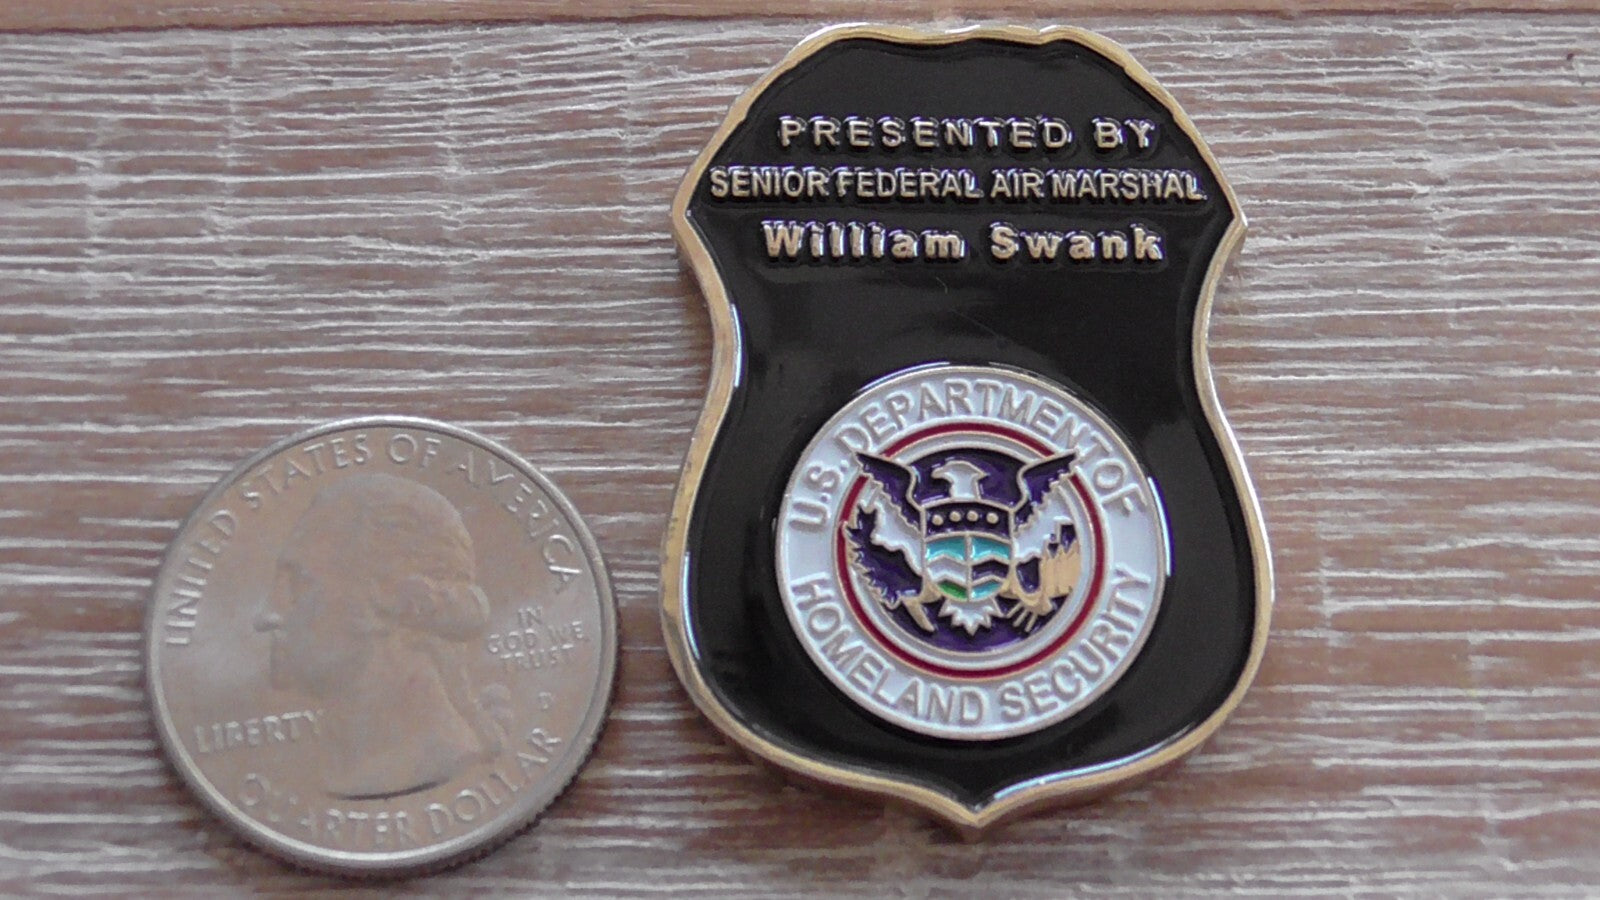 PRESENTED BY
SENIOR FEDERAL AIR MARSHAL
William Swank
U.S. DEPARTMENT OF
HOMELAND SECURITY
UNITED STATES OF AMERICA
IN
GOD WE
TRUST
D
LIBERTY
QUARTER DOLLAR